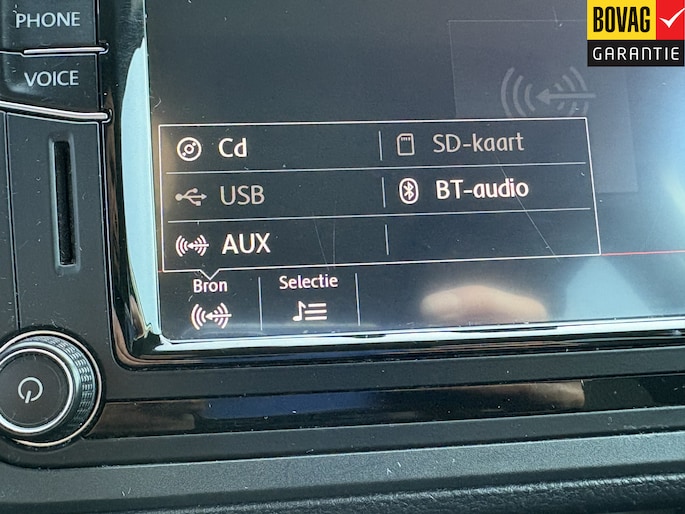 PHONE
VOICE
BOVAG
GARANTIE
Cd
SD-kaart
USB
BT-audio
AUX
Bron
Selectie